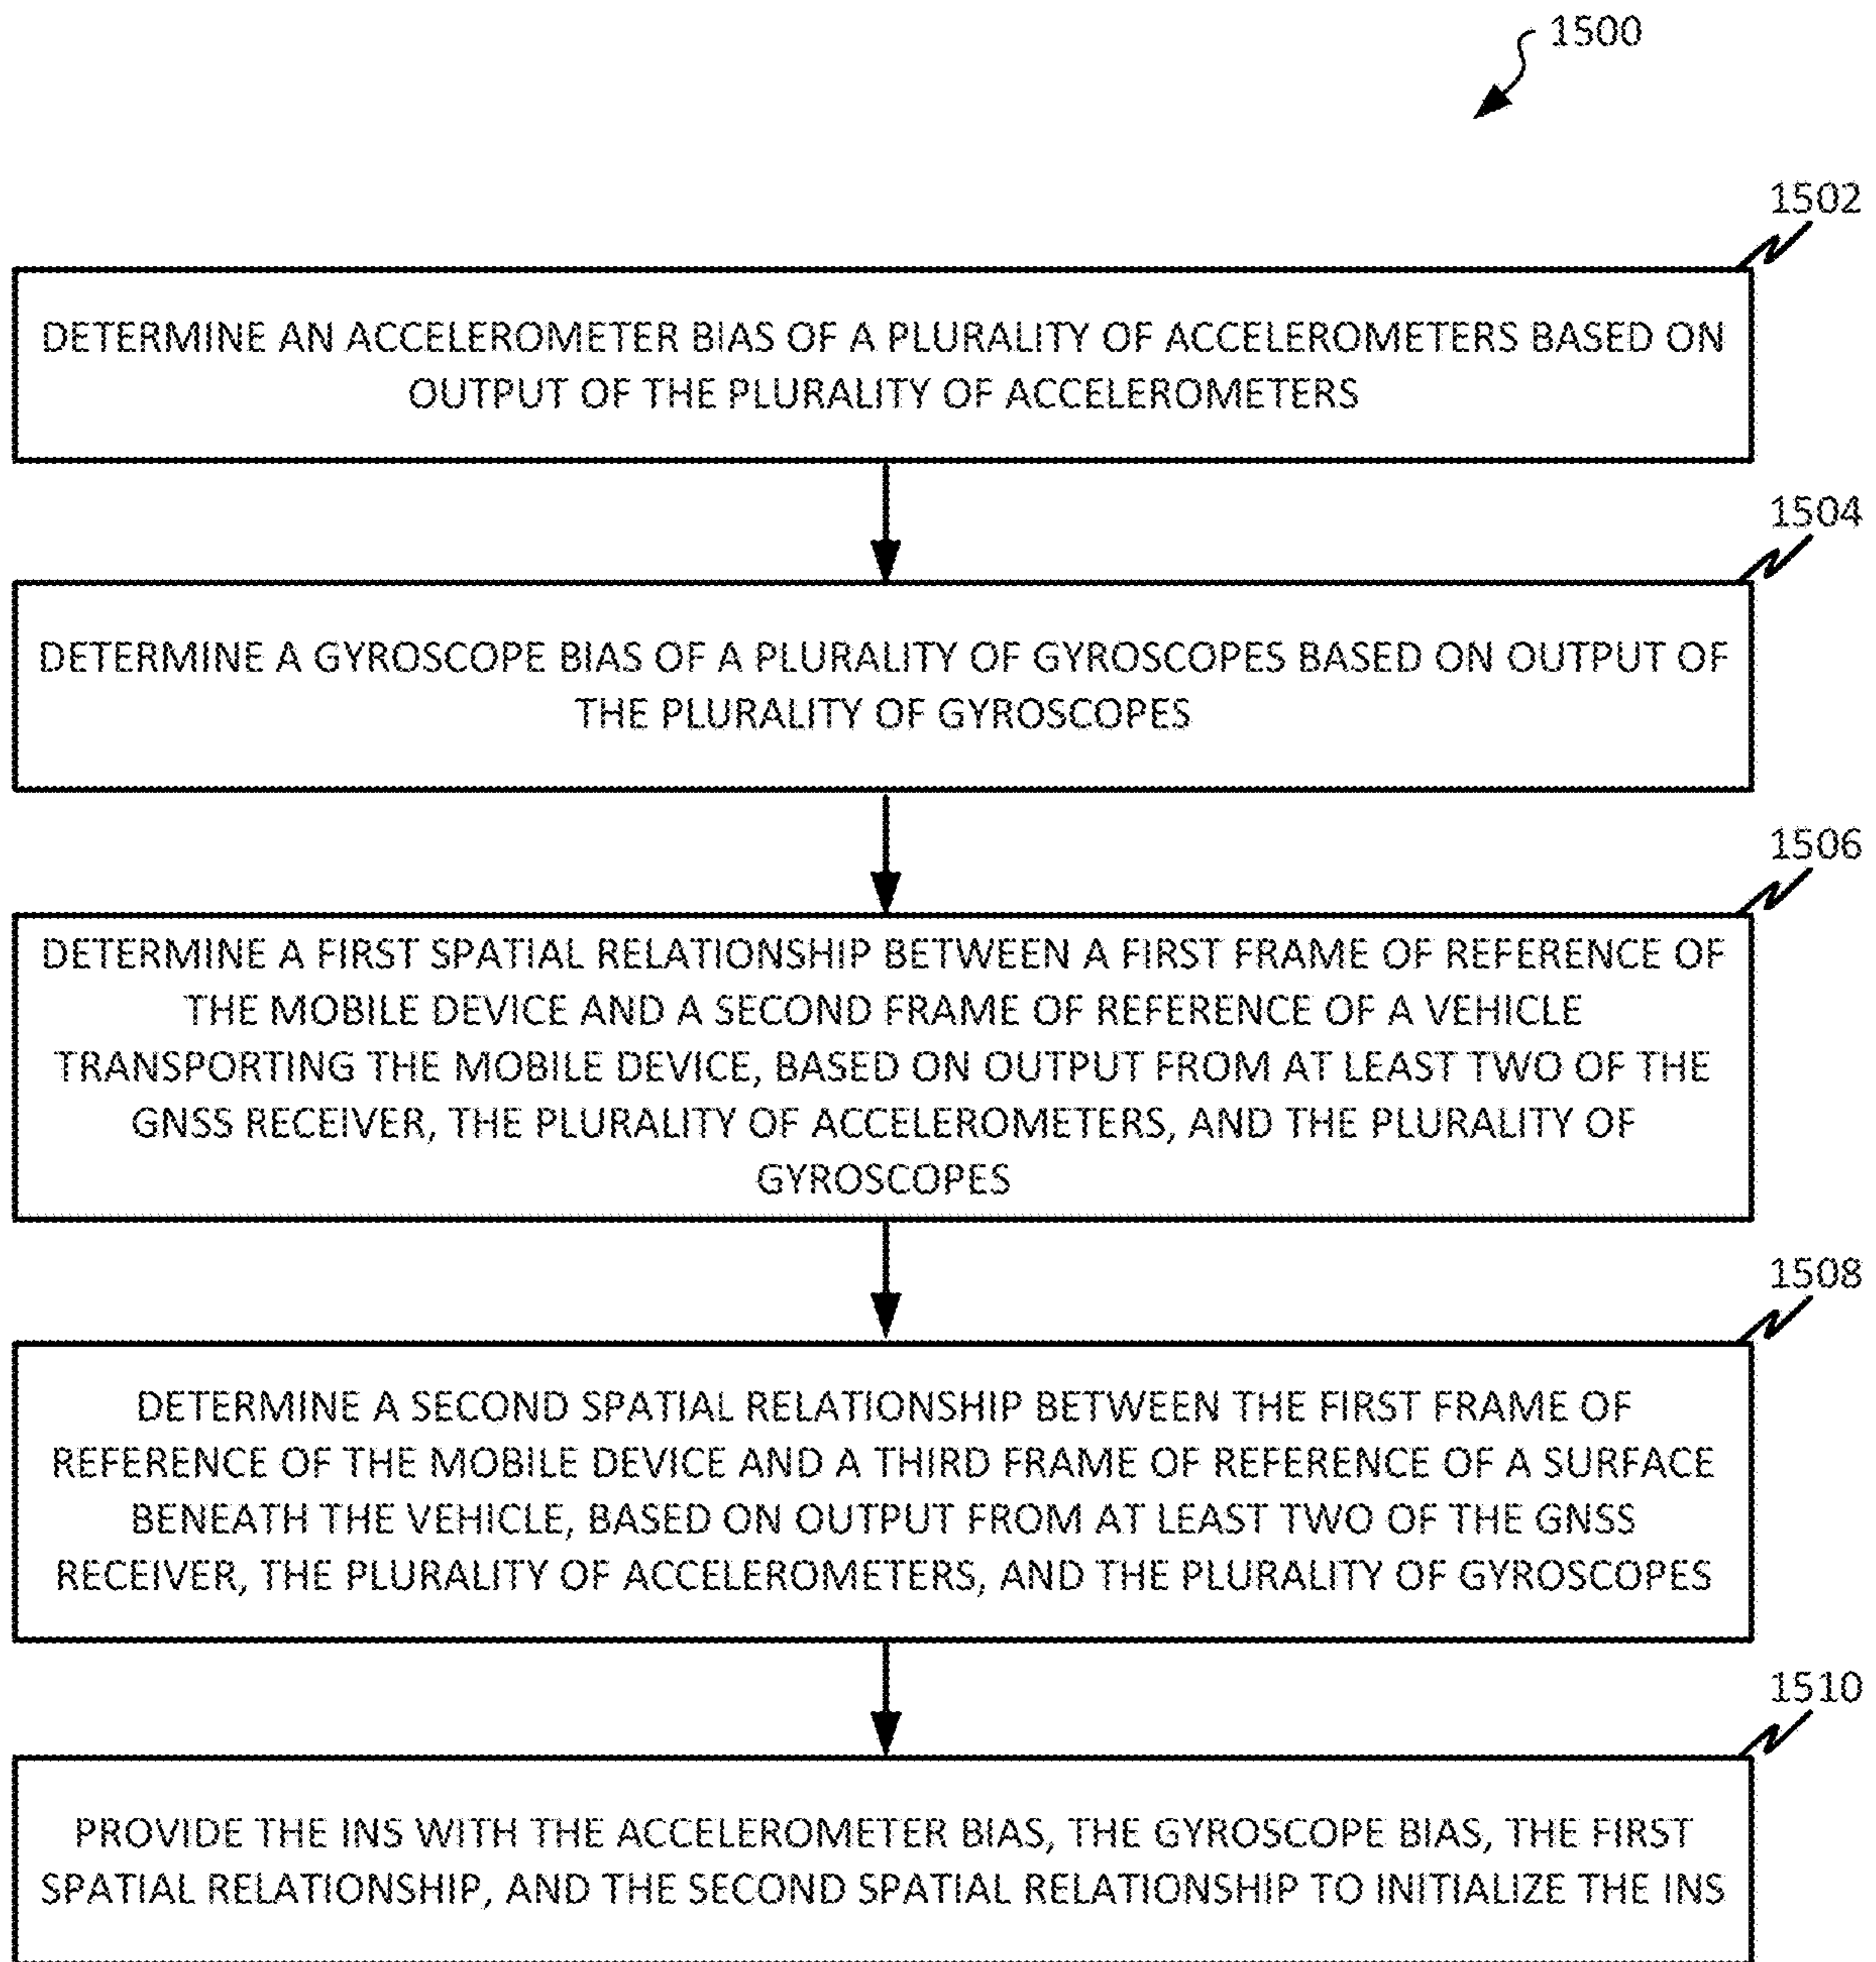 1500
1502
DETERMINE AN ACCELEROMETER BIAS OF A PLURALITY OF ACCELEROMETERS BASED ON
OUTPUT OF THE PLURALITY OF ACCELEROMETERS
1504
DETERMINE A GYROSCOPE BIAS OF A PLURALITY OF GYROSCOPES BASED ON OUTPUT OF
THE PLURALITY OF GYROSCOPES
1506
DETERMINE A FIRST SPATIAL RELATIONSHIP BETWEEN A FIRST FRAME OF REFERENCE OF
THE MOBILE DEVICE AND A SECOND FRAME OF REFERENCE OF A VEHICLE
TRANSPORTING THE MOBILE DEVICE, BASED ON OUTPUT FROM AT LEAST TWO OF THE
GNSS RECEIVER, THE PLURALITY OF ACCELEROMETERS, AND THE PLURALITY OF
GYROSCOPES
1508
DETERMINE A SECOND SPATIAL RELATIONSHIP BETWEEN THE FIRST FRAME OF
REFERENCE OF THE MOBILE DEVICE AND A THIRD FRAME OF REFERENCE OF A SURFACE
BENEATH THE VEHICLE, BASED ON OUTPUT FROM AT LEAST TWO OF THE GNSS
RECEIVER, THE PLURALITY OF ACCELEROMETERS, AND THE PLURALITY OF GYROSCOPES
1510
PROVIDE THE INS WITH THE ACCELEROMETER BIAS, THE GYROSCOPE BIAS, THE FIRST
SPATIAL RELATIONSHIP, AND THE SECOND SPATIAL RELATIONSHIP TO INITIALIZE THE INS